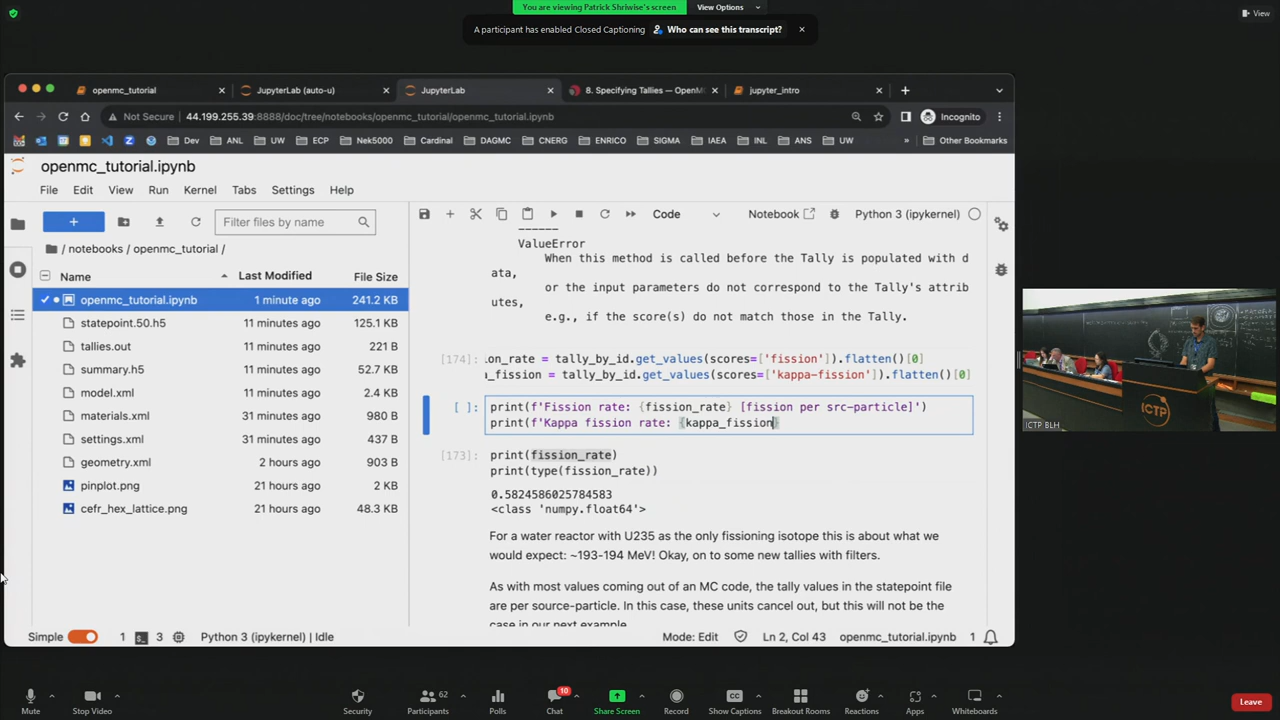 You are viewing Patrick Shriwise's screen
View Options
View
A participant has enabled Closed Captioning Who can see this transcript?
openmc_tutorial
JupyterLab (auto-u)
JupyterLab
8. Specifying Tallies — OpenM
jupyter_intro
Not Secure
44.199.255.39:8888/doc/tree/notebooks/openmc_tutorial/openmc_tutorial.ipynb
Incognito
Dev ANL UW ECP Nek5000 Cardinal DAGMC CNERG ENRICO SIGMA IAEA INL ANS UW » Other Bookmarks
openmc_tutorial.ipynb
File Edit View Run Kernel Tabs Settings Help
+
Filter files by name
/ notebooks / openmc_tutorial /
Name Last Modified File Size
openmc_tutorial.ipynb 1 minute ago 241.2 KB
statepoint.50.h5 11 minutes ago 125.1 KB
tallies.out 11 minutes ago 221 B
summary.h5 11 minutes ago 52.7 KB
model.xml 11 minutes ago 2.4 KB
materials.xml 11 minutes ago 980 B
settings.xml 11 minutes ago 437 B
geometry.xml 2 hours ago 903 B
pinplot.png 21 hours ago 2 KB
cefr_hex_lattice.png 21 hours ago 48.3 KB
Code
Notebook
Python 3 (ipykernel)
------
ValueError
When this method is called before the Tally is populated with d
ata,
or the input parameters do not correspond to the Tally's attrib
utes,
e.g., if the score(s) do not match those in the Tally.
[174]:
ion_rate = tally_by_id.get_values(scores=['fission']).flatten()[0]
a_fission = tally_by_id.get_values(scores=['kappa-fission']).flatten()[0]
[ ]:
print(f'Fission rate: {fission_rate} [fission per src-particle]')
print(f'Kappa fission rate: {kappa_fission}
[173]:
print(fission_rate)
print(type(fission_rate))
0.5824586025784583
<class 'numpy.float64'>
For a water reactor with U235 as the only fissioning isotope this is about what we
would expect: ~193-194 MeV! Okay, on to some new tallies with filters.
As with most values coming out of an MC code, the tally values in the statepoint file
are per source-particle. In this case, these units cancel out, but this will not be the
case in our next example.
Simple 1 3 Python 3 (ipykernel) | Idle
Mode: Edit Ln 2, Col 43 openmc_tutorial.ipynb 1
ICTP
ICTP BLH
Mute
Stop Video
Security
62
Participants
Polls
10
Chat
Share Screen
Record
Show Captions
Breakout Rooms
Reactions
Apps
Whiteboards
Leave